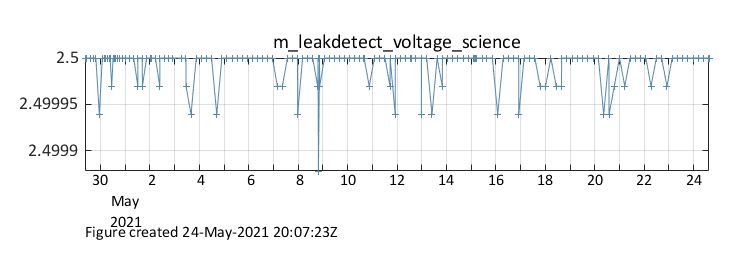 m_leakdetect_voltage_science
2.5
2.49995
2.4999
30 2 4 6 8 10 12 14 16 18 20 22 24
May
2021
Figure created 24-May-2021 20:07:23Z